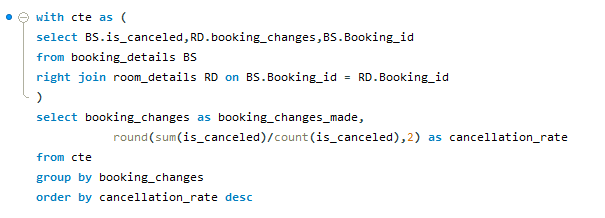 with cte as (
select BS.is_canceled,RD.booking_changes,BS.Booking_id
from booking_details BS
right join room_details RD on BS.Booking_id = RD.Booking_id
)
select booking_changes as booking_changes_made,
round(sum(is_canceled)/count(is_canceled),2) as cancellation_rate
from cte
group by booking_changes
order by cancellation_rate desc